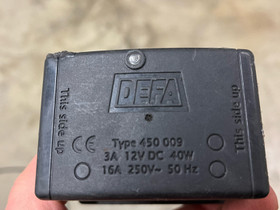 DEFA
This side up
This side up
CE
Type 450 009
3A 12V DC 40W
16A 250V~ 50 Hz